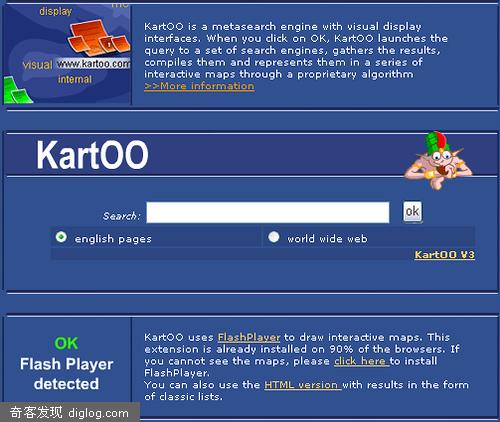 display
visual www.kartoo.com
internal
KartOO is a metasearch engine with visual display
interfaces. When you click on OK, KartOO launches the
query to a set of search engines, gathers the results,
compiles them and represents them in a series of
interactive maps through a proprietary algorithm
>>More information
KartOO
Search: ok
english pages world wide web
KartOO V3
OK
Flash Player
detected
KartOO uses FlashPlayer to draw interactive maps. This
extension is already installed on 90% of the browsers. If
you cannot see the maps, please click here to install
FlashPlayer.
You can also use the HTML version with results in the form
of classic lists.
奇客发现 diglog.com